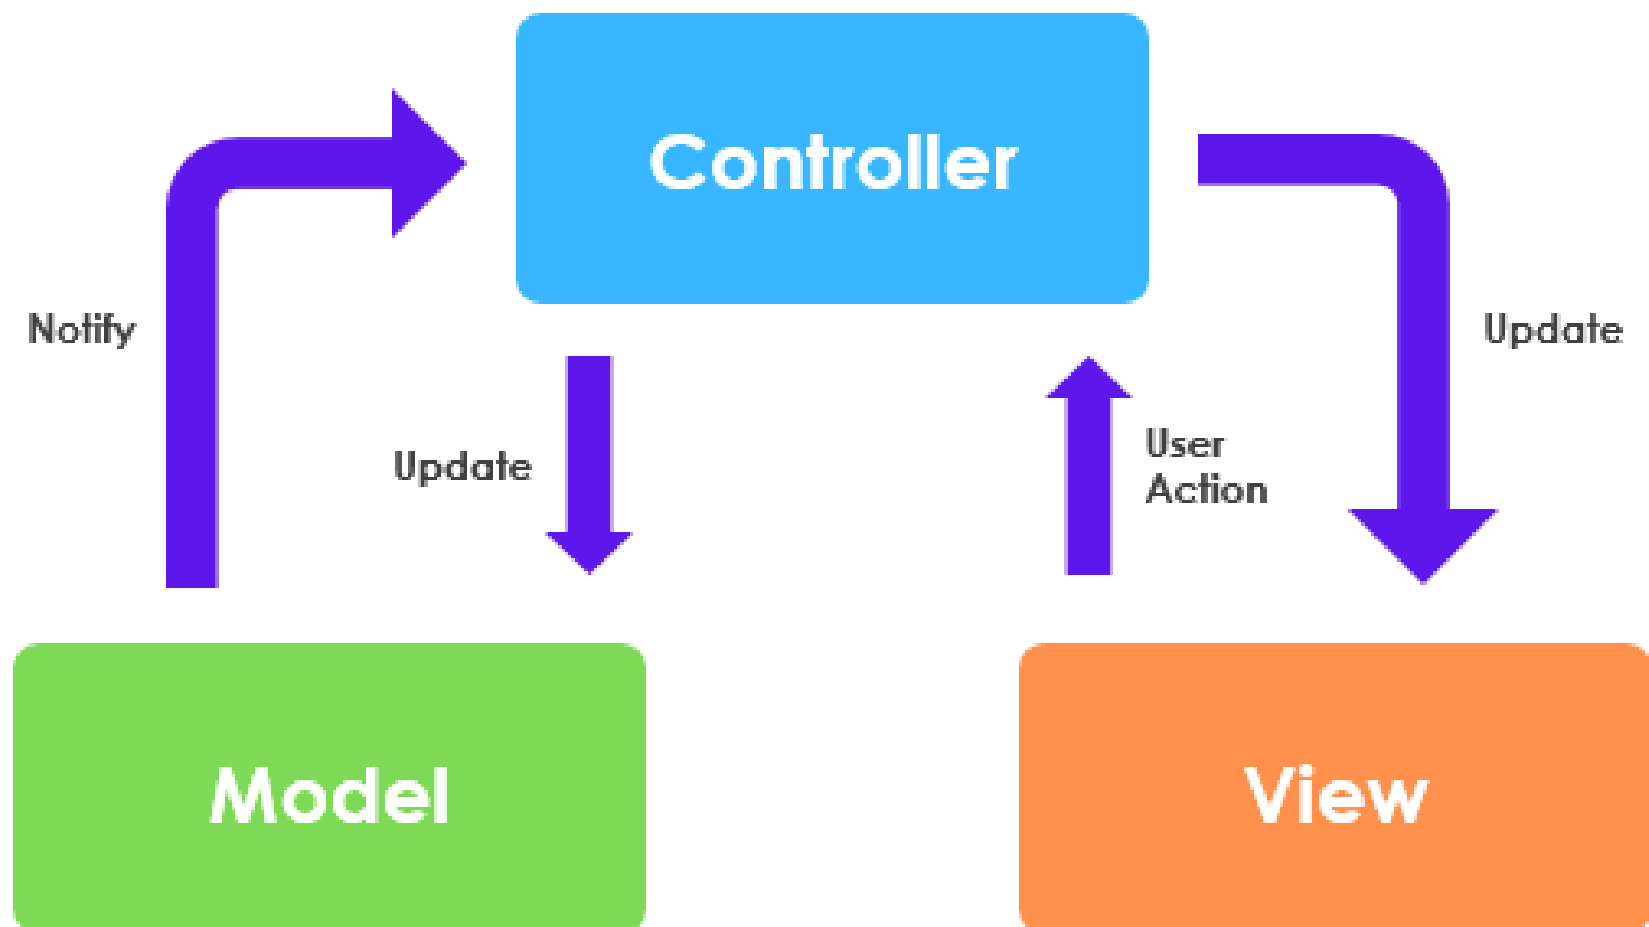 Controller
Notify
Update
Update
User
Action
Model
View